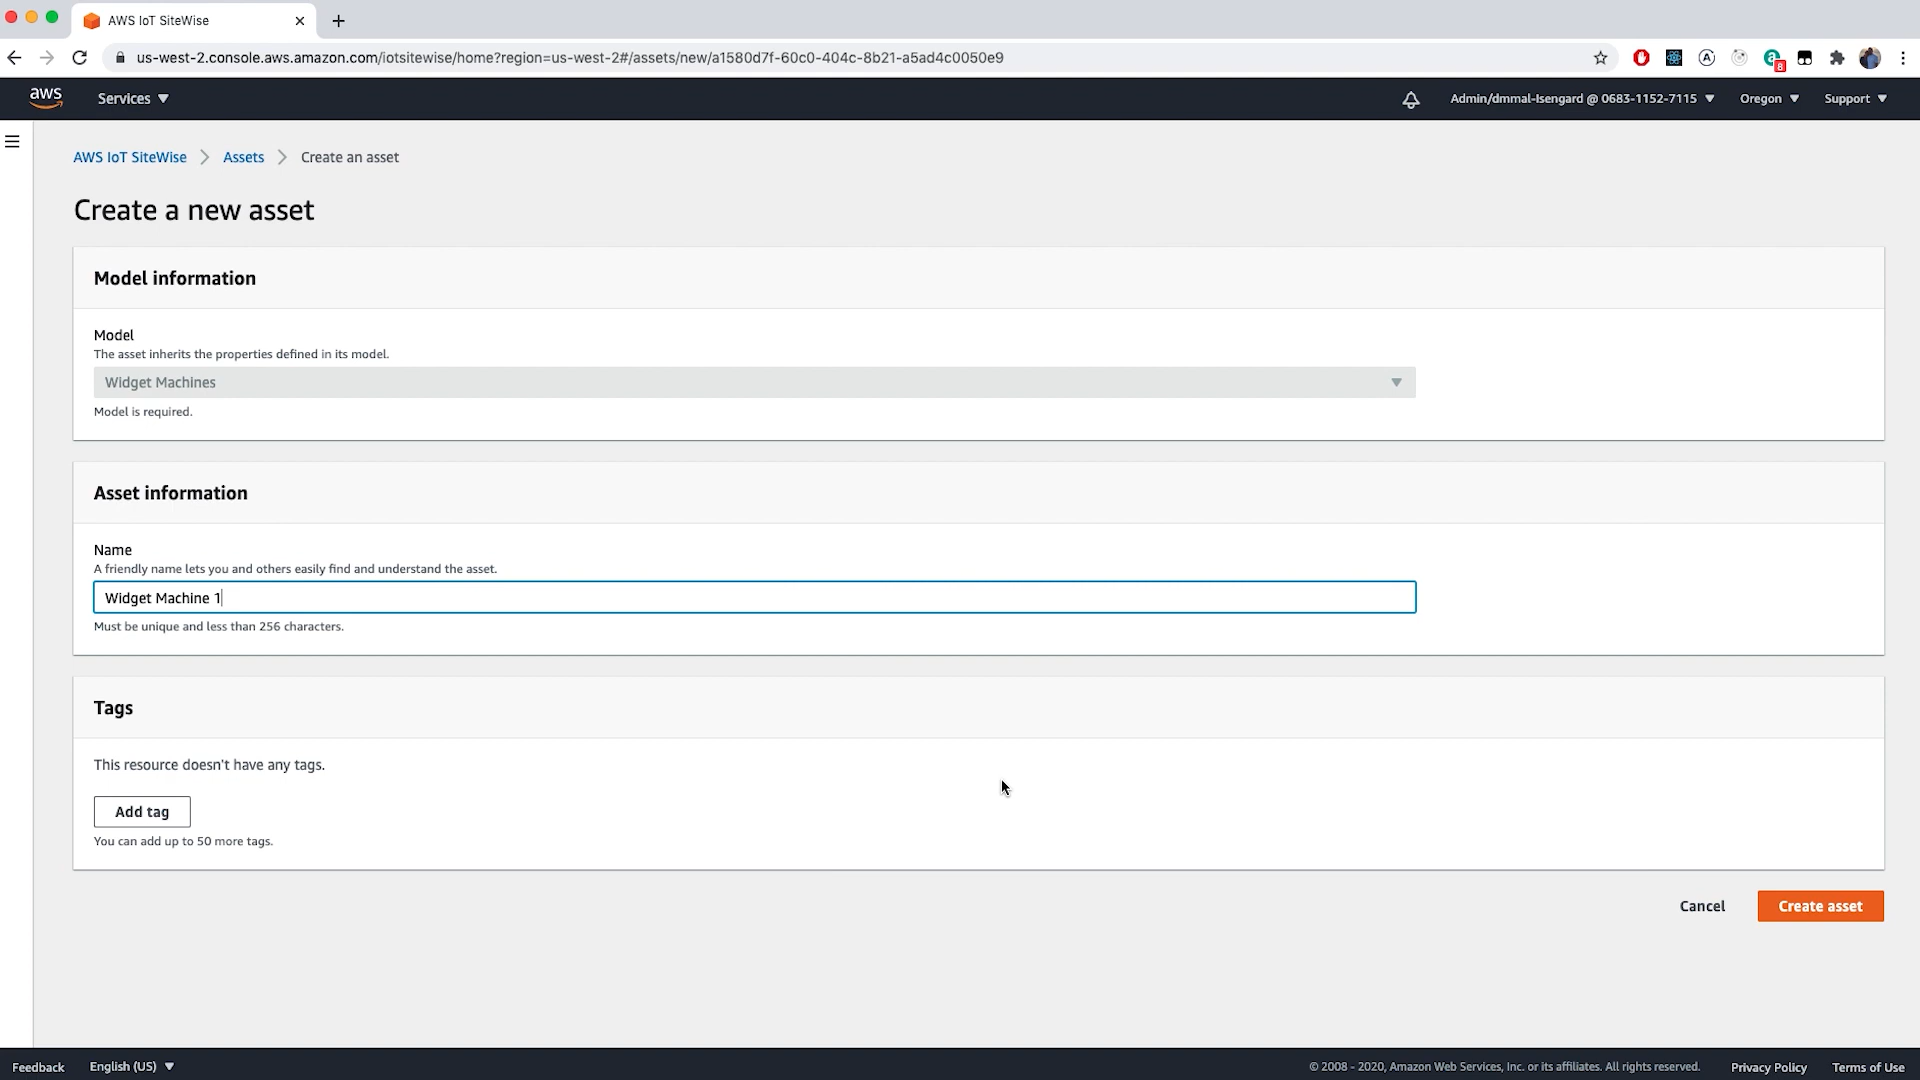 AWS IoT SiteWise
us-west-2.console.aws.amazon.com/iotsitewise/home?region=us-west-2#/assets/new/a1580d7f-60c0-404c-8b21-a5ad4c0050e9
8
aws Services Admin/dmmal-Isengard @ 0683-1152-7115 Oregon Support
AWS IoT SiteWise Assets Create an asset
Create a new asset
Model information
Model
The asset inherits the properties defined in its model.
Widget Machines
Model is required.
Asset information
Name
A friendly name lets you and others easily find and understand the asset.
Widget Machine 1
Must be unique and less than 256 characters.
Tags
This resource doesn't have any tags.
Add tag
You can add up to 50 more tags.
Cancel Create asset
Feedback English (US) © 2008 - 2020, Amazon Web Services, Inc. or its affiliates. All rights reserved. Privacy Policy Terms of Use